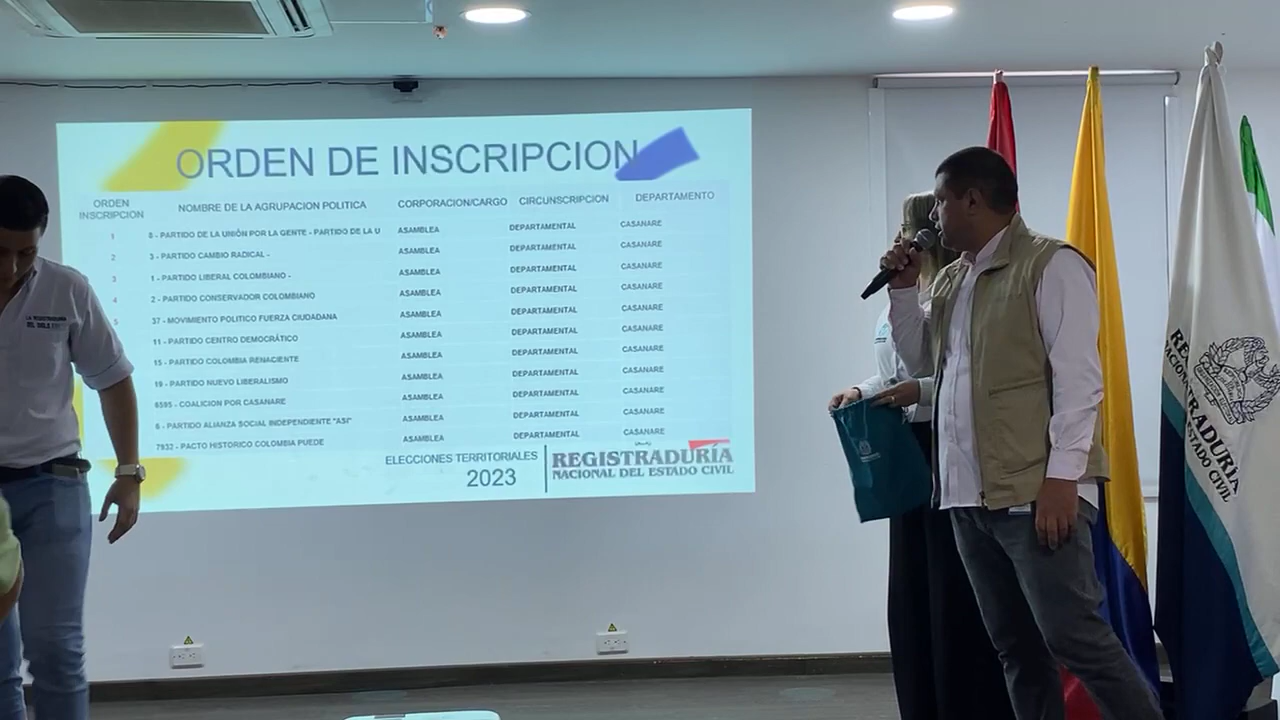 ORDEN DE INSCRIPCION
ORDEN INSCRIPCION NOMBRE DE LA AGRUPACION POLITICA CORPORACION/CARGO CIRCUNSCRIPCION DEPARTAMENTO
1 8 - PARTIDO DE LA UNIÓN POR LA GENTE - PARTIDO DE LA U ASAMBLEA DEPARTAMENTAL CASANARE
2 3 - PARTIDO CAMBIO RADICAL - ASAMBLEA DEPARTAMENTAL CASANARE
3 1 - PARTIDO LIBERAL COLOMBIANO - ASAMBLEA DEPARTAMENTAL CASANARE
4 2 - PARTIDO CONSERVADOR COLOMBIANO ASAMBLEA DEPARTAMENTAL CASANARE
5 37 - MOVIMIENTO POLITICO FUERZA CIUDADANA ASAMBLEA DEPARTAMENTAL CASANARE
11 - PARTIDO CENTRO DEMOCRÁTICO ASAMBLEA DEPARTAMENTAL CASANARE
15 - PARTIDO COLOMBIA RENACIENTE ASAMBLEA DEPARTAMENTAL CASANARE
19 - PARTIDO NUEVO LIBERALISMO ASAMBLEA DEPARTAMENTAL CASANARE
6595 - COALICION POR CASANARE ASAMBLEA DEPARTAMENTAL CASANARE
6 - PARTIDO ALIANZA SOCIAL INDEPENDIENTE "ASI" ASAMBLEA DEPARTAMENTAL CASANARE
7932 - PACTO HISTORICO COLOMBIA PUEDE ASAMBLEA DEPARTAMENTAL CASANARE
ELECCIONES TERRITORIALES
2023
REGISTRADURÍA
NACIONAL DEL ESTADO CIVIL
LA REGISTRADURÍA
DEL SIGLO
REGISTRADURÍA
NACIONAL DEL ESTADO CIVIL